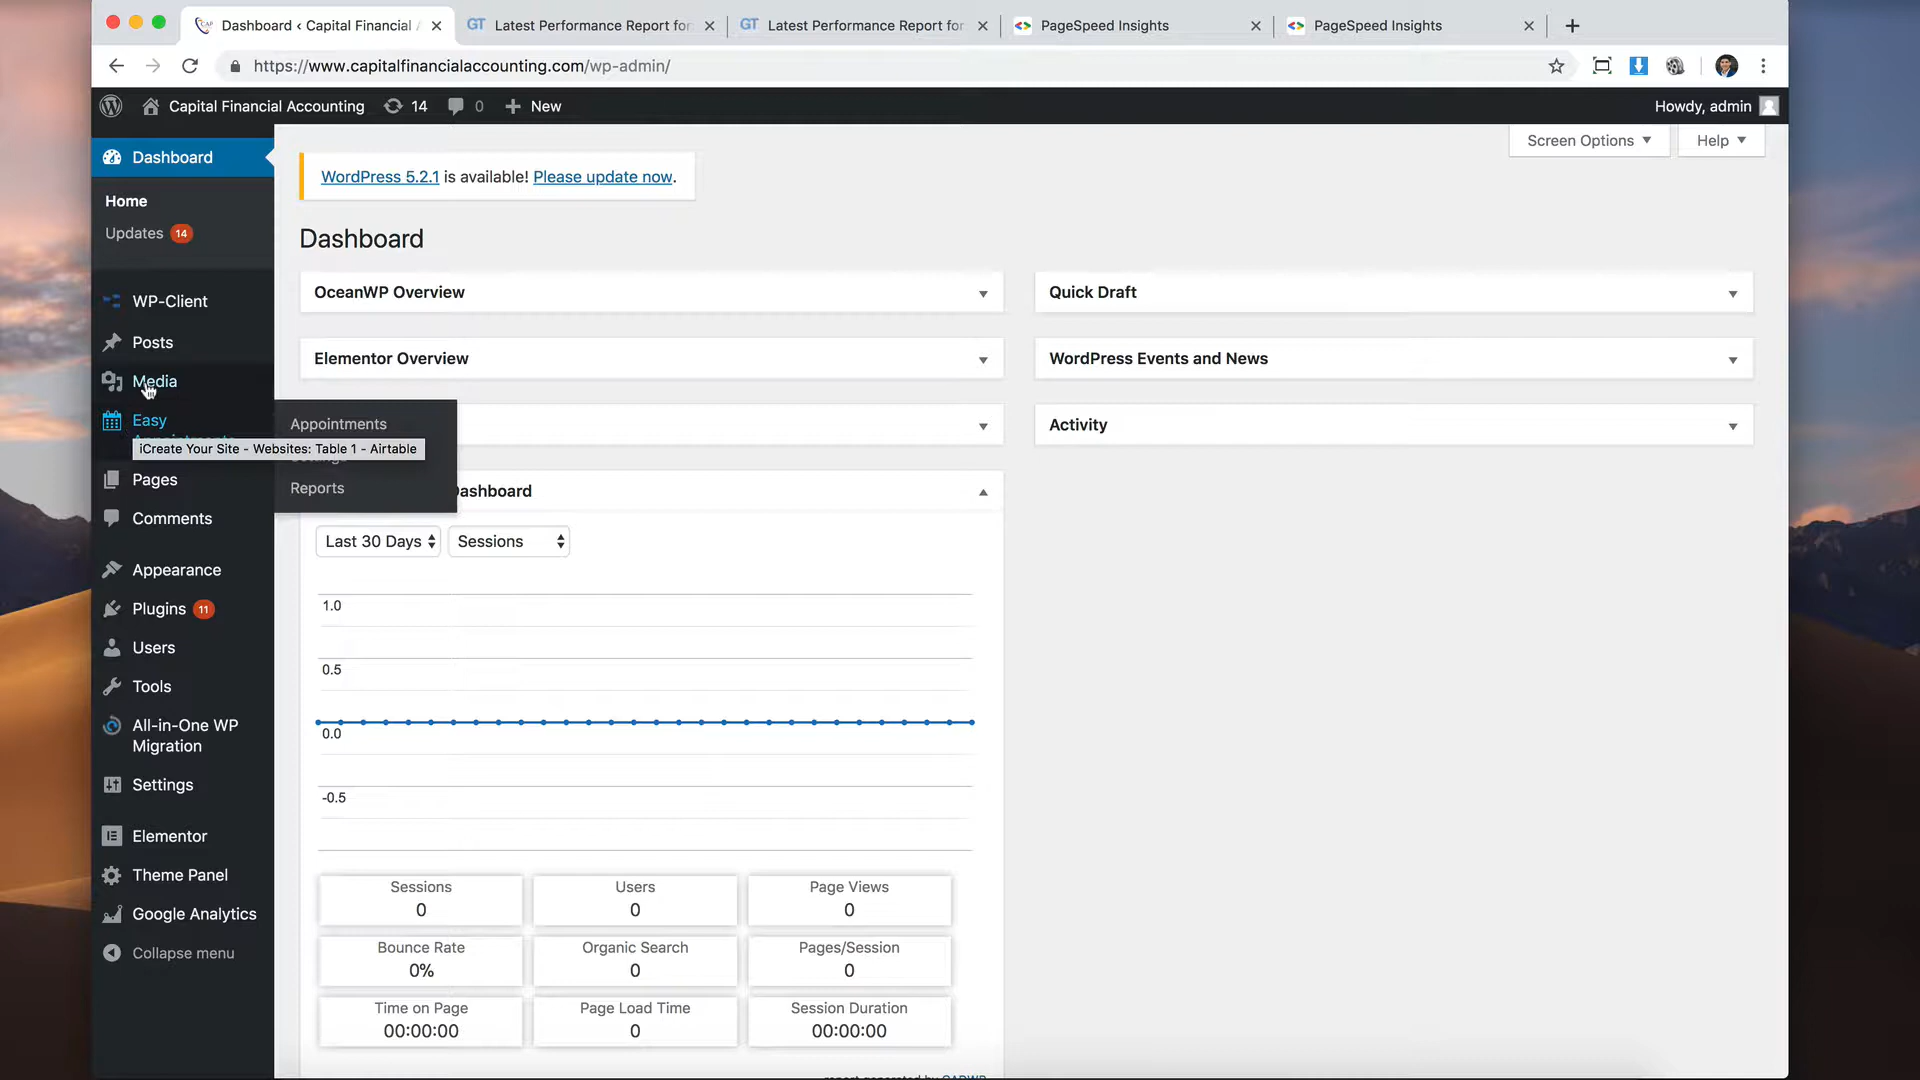 Dashboard ‹ Capital Financial A
Latest Performance Report for
Latest Performance Report for
PageSpeed Insights
PageSpeed Insights
https://www.capitalfinancialaccounting.com/wp-admin/
Capital Financial Accounting
14
0
New
Howdy, admin
Dashboard
Home
Updates 14
WP-Client
Posts
Media
Easy
iCreate Your Site - Websites: Table 1 - Airtable
Pages
Comments
Appearance
Plugins 11
Users
Tools
All-in-One WP
Migration
Settings
Elementor
Theme Panel
Google Analytics
Collapse menu
Appointments
Reports
Screen Options
Help
WordPress 5.2.1 is available! Please update now.
Dashboard
OceanWP Overview
Quick Draft
Elementor Overview
WordPress Events and News
Activity
Dashboard
Last 30 Days
Sessions
1.0
0.5
0.0
-0.5
Sessions
0
Users
0
Page Views
0
Bounce Rate
0%
Organic Search
0
Pages/Session
0
Time on Page
00:00:00
Page Load Time
0
Session Duration
00:00:00
report generated by GADWP